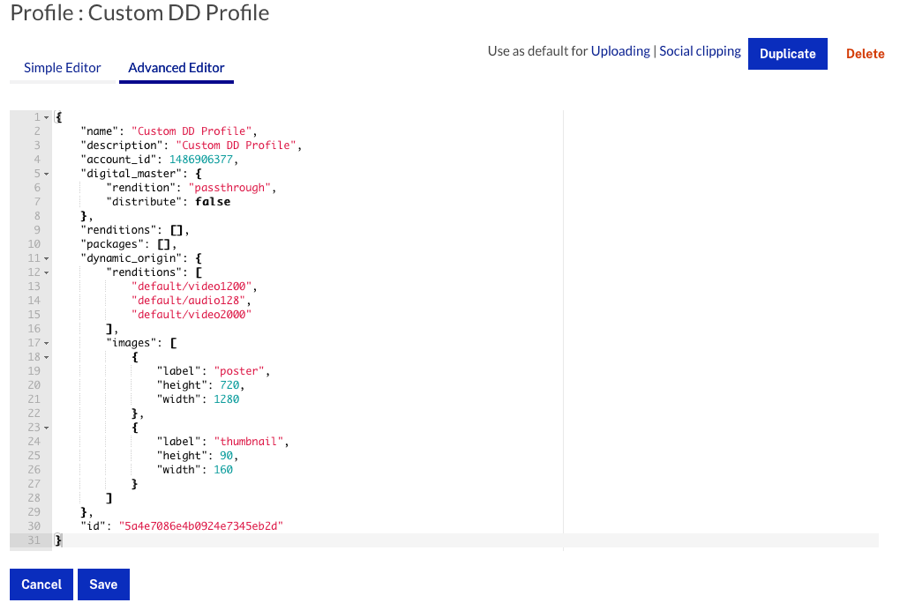 Profile : Custom DD Profile
Use as default for Uploading | Social clipping Duplicate Delete
Simple Editor Advanced Editor
1 {
2 "name": "Custom DD Profile",
3 "description": "Custom DD Profile",
4 "account_id": 1486906377,
5 "digital_master": {
6 "rendition": "passthrough",
7 "distribute": false
8 },
9 "renditions": [],
10 "packages": [],
11 "dynamic_origin": {
12 "renditions": [
13 "default/video1200",
14 "default/audio128",
15 "default/video2000"
16 ],
17 "images": [
18 {
19 "label": "poster",
20 "height": 720,
21 "width": 1280
22 },
23 {
24 "label": "thumbnail",
25 "height": 90,
26 "width": 160
27 }
28 ]
29 },
30 "id": "5a4e7086e4b0924e7345eb2d"
31 }
Cancel Save